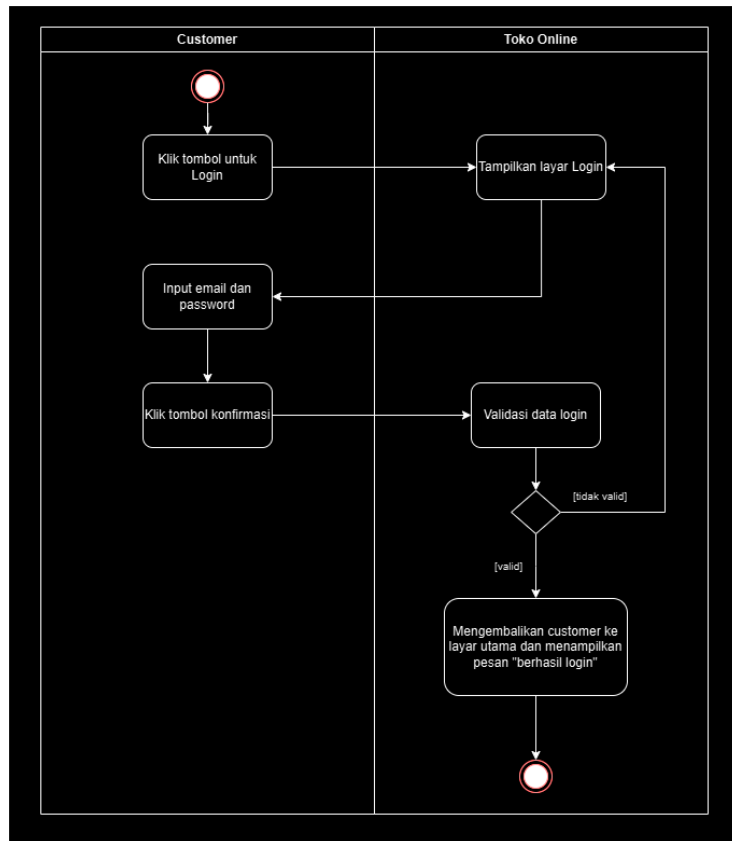 Customer
Toko Online
Klik tombol untuk
Login
Tampilkan layar Login
Input email dan
password
Klik tombol konfirmasi
Validasi data login
[tidak valid]
[valid]
Mengembalikan customer ke
layar utama dan menampilkan
pesan "berhasil login"